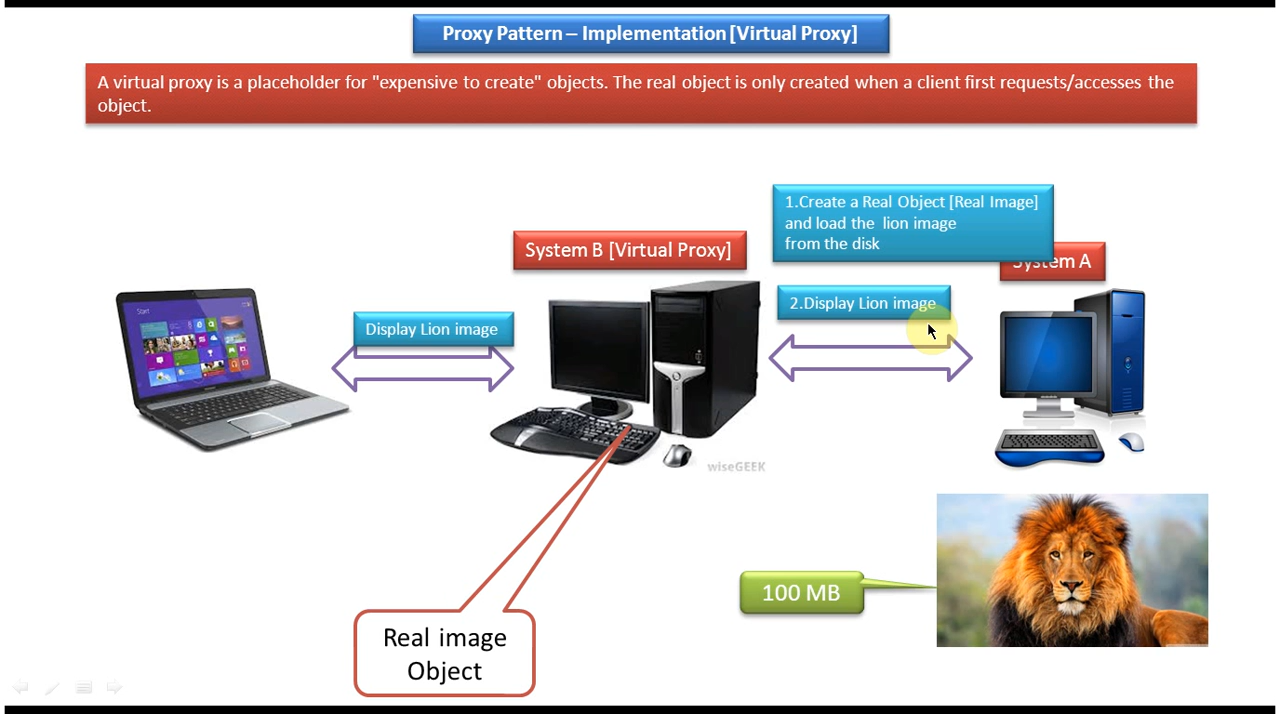 Proxy Pattern – Implementation [Virtual Proxy]
A virtual proxy is a placeholder for "expensive to create" objects. The real object is only created when a client first requests/accesses the
object.
1.Create a Real Object [Real Image]
and load the lion image
from the disk
System B [Virtual Proxy]
System A
2.Display Lion image
Display Lion image
Start
wiseGEEK
100 MB
Real image
Object